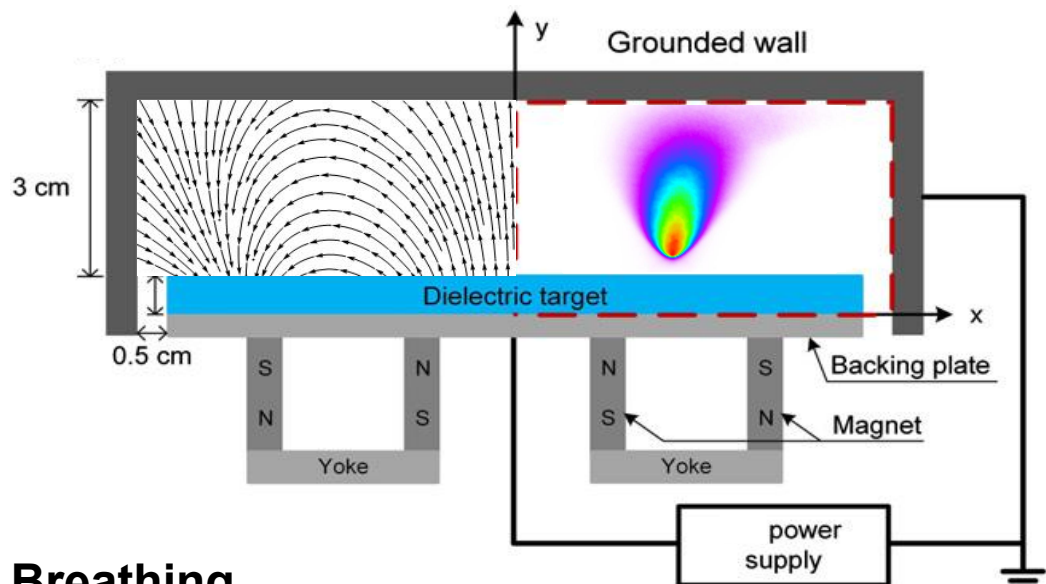 y
Grounded wall
3 cm
Dielectric target
x
0.5 cm
Backing plate
S
N
N
S
N
S
S
N
Magnet
Yoke
Yoke
power
supply
Breathing